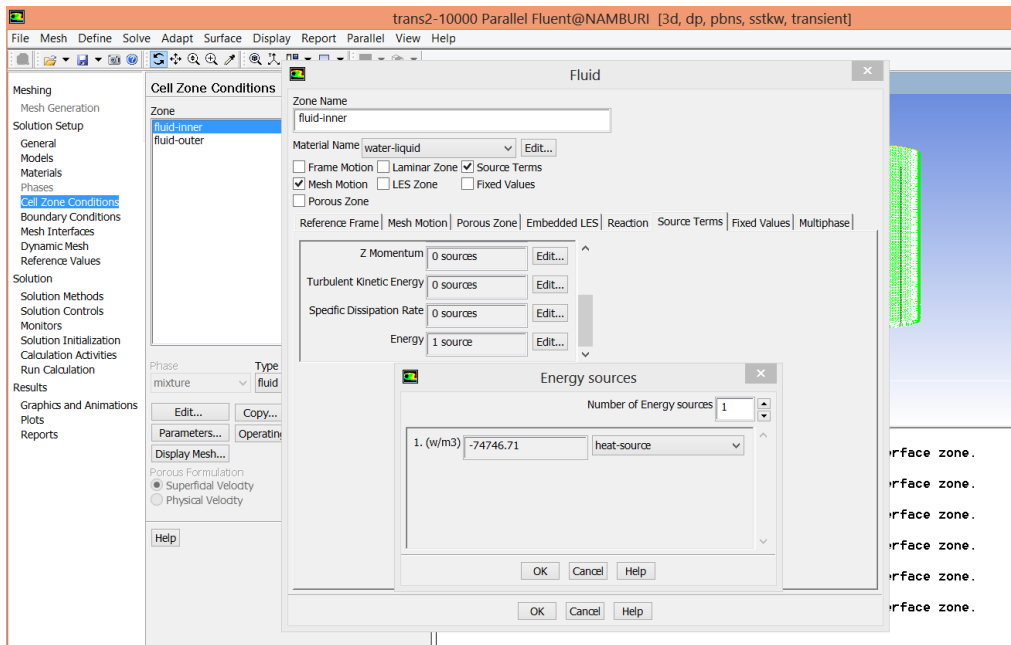 trans2-10000 Parallel Fluent@NAMBURI [3d, dp, pbns, sstkw, transient]
File Mesh Define Solve Adapt Surface Display Report Parallel View Help
Meshing
Mesh Generation
Solution Setup
General
Models
Materials
Phases
Cell Zone Conditions
Boundary Conditions
Mesh Interfaces
Dynamic Mesh
Reference Values
Solution
Solution Methods
Solution Controls
Monitors
Solution Initialization
Calculation Activities
Run Calculation
Results
Graphics and Animations
Plots
Reports
Cell Zone Conditions
Zone
fluid-inner
fluid-outer
Phase Type
mixture fluid
Edit... Copy...
Parameters... Operating
Display Mesh...
Porous Formulation
Superficial Velocity
Physical Velocity
Help
Fluid
Zone Name
fluid-inner
Material Name water-liquid Edit...
Frame Motion Laminar Zone Source Terms
Mesh Motion LES Zone Fixed Values
Porous Zone
Reference Frame Mesh Motion Porous Zone Embedded LES Reaction Source Terms Fixed Values Multiphase
Z Momentum 0 sources Edit...
Turbulent Kinetic Energy 0 sources Edit...
Specific Dissipation Rate 0 sources Edit...
Energy 1 source Edit...
Energy sources
Number of Energy sources 1
1. (w/m3) -74746.71 heat-source
OK Cancel Help
OK Cancel Help
erface zone.
erface zone.
erface zone.
erface zone.
erface zone.
erface zone.